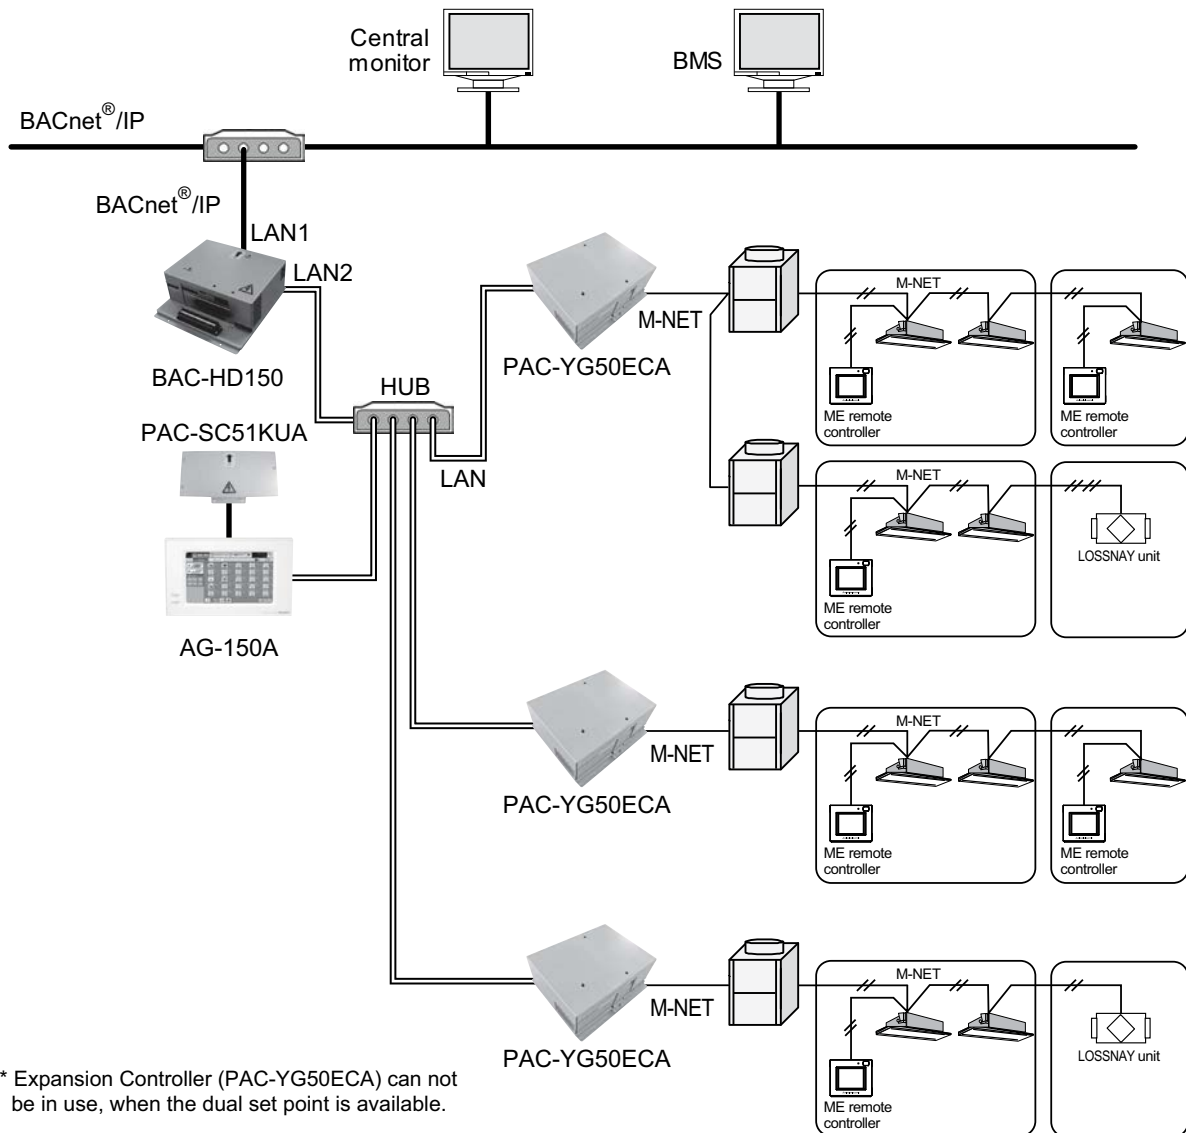 Central
monitor
BMS
BACnet®/IP
BACnet®/IP
LAN1
LAN2
BAC-HD150
HUB
PAC-SC51KUA
LAN
AG-150A
PAC-YG50ECA
M-NET
M-NET
ME remote
controller
ME remote
controller
M-NET
ME remote
controller
LOSSNAY unit
PAC-YG50ECA
M-NET
M-NET
ME remote
controller
ME remote
controller
PAC-YG50ECA
M-NET
M-NET
ME remote
controller
LOSSNAY unit
* Expansion Controller (PAC-YG50ECA) can not
be in use, when the dual set point is available.